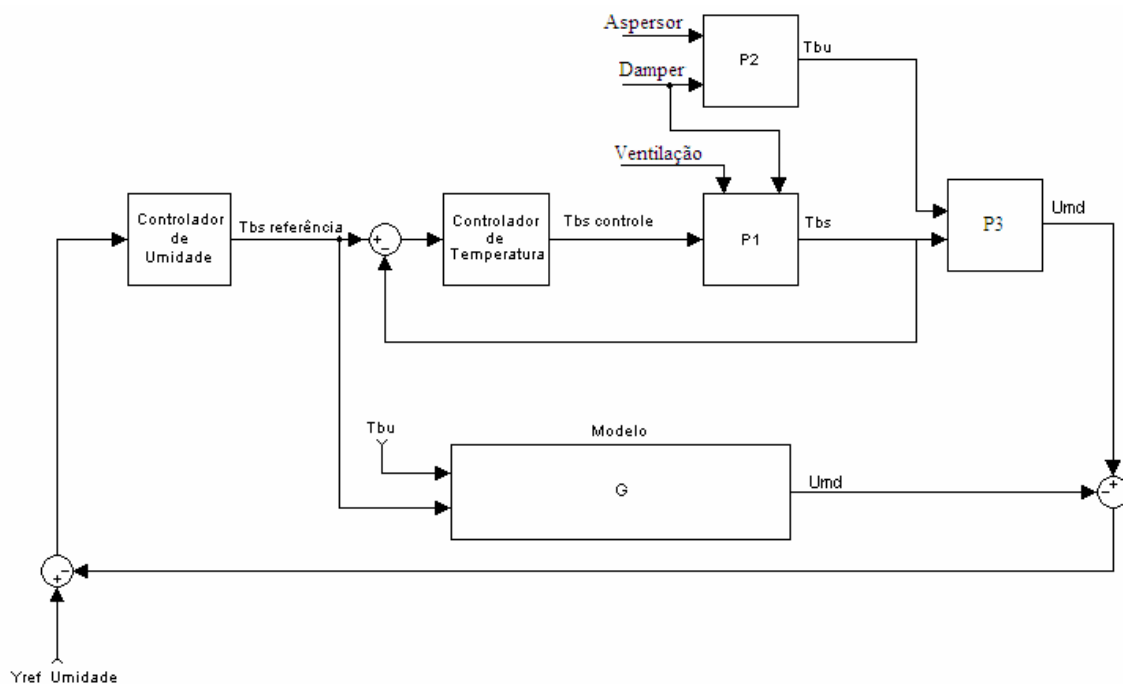 Aspersor
P2
Tbu
Damper
Ventilação
Controlador
de
Umidade
Tbs referência
+
-
Controlador
de
Temperatura
Tbs controle
P1
Tbs
P3
Umd
Tbu
Modelo
G
Umd
+
-
+
-
Yref Umidade